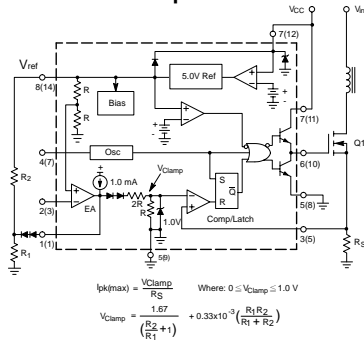 VCC
Vin
7(12)
Vref
8(14)
5.0V Ref
R
Bias
R
+
-
+
-
+
-
7(11)
Q1
4(7)
Osc
VClamp
6(10)
1.0 mA
S
Q
R
R2
2(3)
+
-
EA
2R
R
1.0V
-
+
Comp/Latch
5(8)
1(1)
3(5)
R1
5(9)
RS
Ipk(max) = VClamp / RS Where: 0 ≤ VClamp ≤ 1.0 V
VClamp = 1.67 / (R2/R1 + 1) + 0.33x10^-3 (R1R2 / R1 + R2)